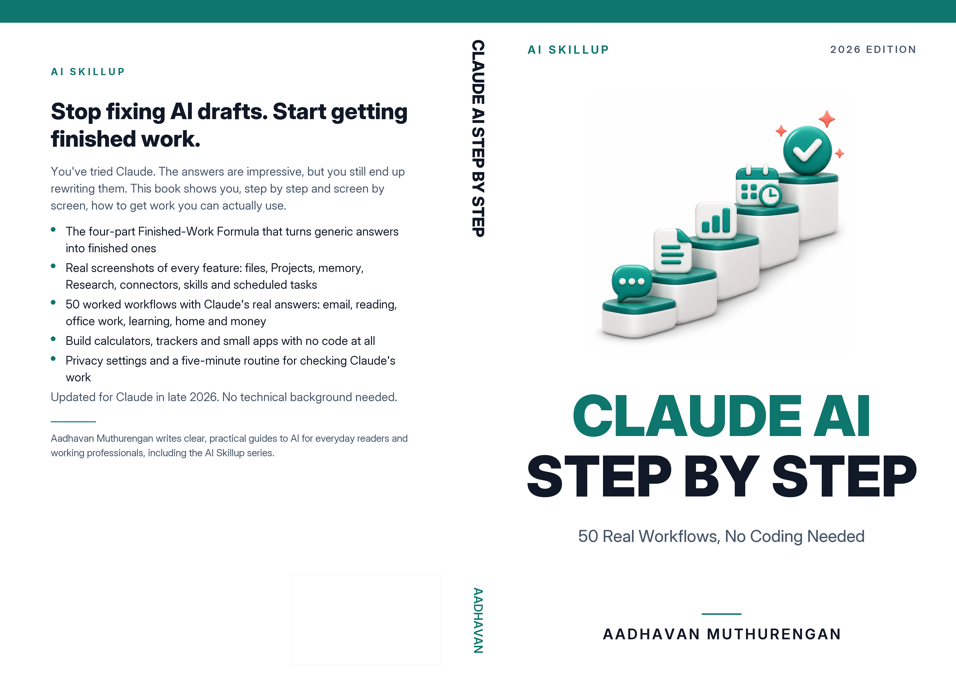 AI SKILLUP
Stop fixing AI drafts. Start getting
finished work.
You've tried Claude. The answers are impressive, but you still end up
rewriting them. This book shows you, step by step and screen by
screen, how to get work you can actually use.
• The four-part Finished-Work Formula that turns generic answers
into finished ones
• Real screenshots of every feature: files, Projects, memory,
Research, connectors, skills and scheduled tasks
• 50 worked workflows with Claude's real answers: email, reading,
office work, learning, home and money
• Build calculators, trackers and small apps with no code at all
• Privacy settings and a five-minute routine for checking Claude's
work
Updated for Claude in late 2026. No technical background needed.
Aadhavan Muthurengan writes clear, practical guides to AI for everyday readers and
working professionals, including the AI Skillup series.
CLAUDE AI STEP BY STEP
AADHAVAN
AI SKILLUP
2026 EDITION
CLAUDE AI
STEP BY STEP
50 Real Workflows, No Coding Needed
AADHAVAN MUTHURENGAN